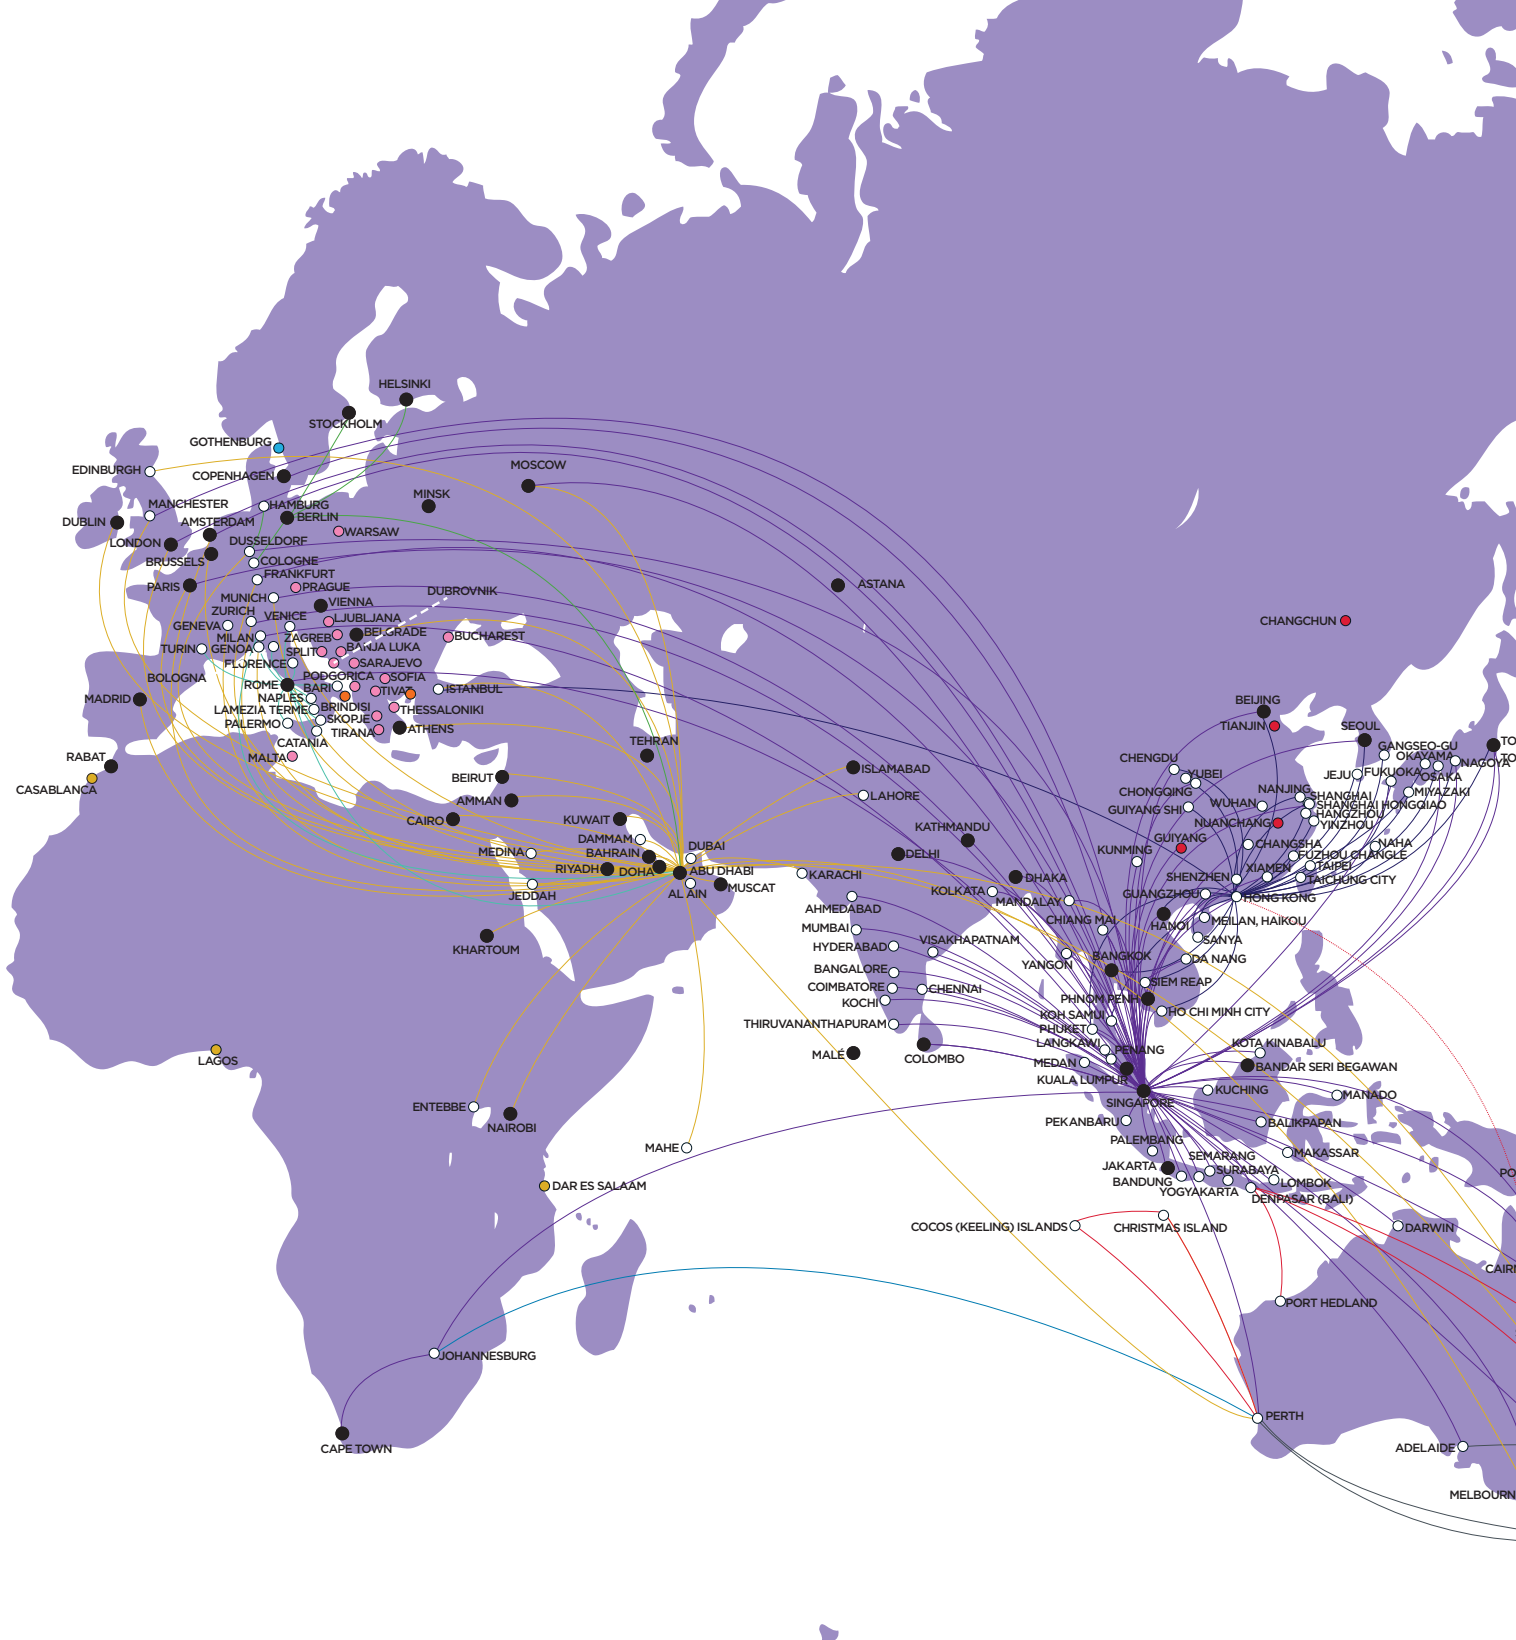 HELSINKI
STOCKHOLM
GOTHENBURG
EDINBURGH
COPENHAGEN
MOSCOW
MINSK
MANCHESTER
HAMBURG
DUBLIN
AMSTERDAM
BERLIN
WARSAW
LONDON
DUSSELDORF
BRUSSELS
COLOGNE
FRANKFURT
PARIS
PRAGUE
ASTANA
DUBROVNIK
MUNICH
VIENNA
ZURICH
VENICE
LJUBLJANA
GENEVA
CHANGCHUN
MILAN
ZAGREB
BELGRADE
BUCHAREST
TURIN
GENOA
SPLIT
BANJA LUKA
FLORENCE
SARAJEVO
BOLOGNA
PODGORICA
SOFIA
ROME
BARI
TIVAT
ISTANBUL
MADRID
NAPLES
BRINDISI
LAMEZIA TERME
THESSALONIKI
BEIJING
PALERMO
SKOPJE
TIANJIN
SEOUL
TIRANA
ATHENS
CATANIA
TEHRAN
TO
GANGSEO-GU
RABAT
MALTA
CHENGDU
OKAYAMA
TO
NAGOYA
ISLAMABAD
BEIRUT
YUBEI
JEJU
FUKUOKA
OSAKA
CASABLANCA
CHONGQING
NANJING
SHANGHAI
MIYAZAKI
LAHORE
AMMAN
WUHAN
SHANGHAI HONGQIAO
GUIYANG SHI
HANGZHOU
CAIRO
KUWAIT
NUANCHANG
YINZHOU
KATHMANDU
GUIYANG
DAMMAM
DUBAI
KUNMING
CHANGSHA
NAHA
MEDINA
BAHRAIN
DELHI
FUZHOU CHANGLE
RIYADH
DOHA
ABU DHABI
KARACHI
DHAKA
XIAMEN
TAIPEI
SHENZHEN
TAICHUNG CITY
JEDDAH
AL AIN
MUSCAT
KOLKATA
MANDALAY
GUANGZHOU
HONG KONG
AHMEDABAD
CHIANG MAI
HANOI
MEILAN, HAIKOU
MUMBAI
VISAKHAPATNAM
SANYA
KHARTOUM
HYDERABAD
YANGON
BANGKOK
DA NANG
BANGALORE
SIEM REAP
COIMBATORE
CHENNAI
PHNOM PENH
KOCHI
HO CHI MINH CITY
KOH SAMUI
THIRUVANANTHAPURAM
PHUKET
LANGKAWI
PENANG
KOTA KINABALU
MALÉ
COLOMBO
LAGOS
MEDAN
BANDAR SERI BEGAWAN
KUALA LUMPUR
KUCHING
MANADO
SINGAPORE
ENTEBBE
NAIROBI
PEKANBARU
BALIKPAPAN
MAHE
PALEMBANG
MAKASSAR
JAKARTA
SEMARANG
SURABAYA
PO
DAR ES SALAAM
BANDUNG
YOGYAKARTA
LOMBOK
DENPASAR (BALI)
COCOS (KEELING) ISLANDS
CHRISTMAS ISLAND
DARWIN
CAIRN
PORT HEDLAND
JOHANNESBURG
PERTH
CAPE TOWN
ADELAIDE
MELBOURN